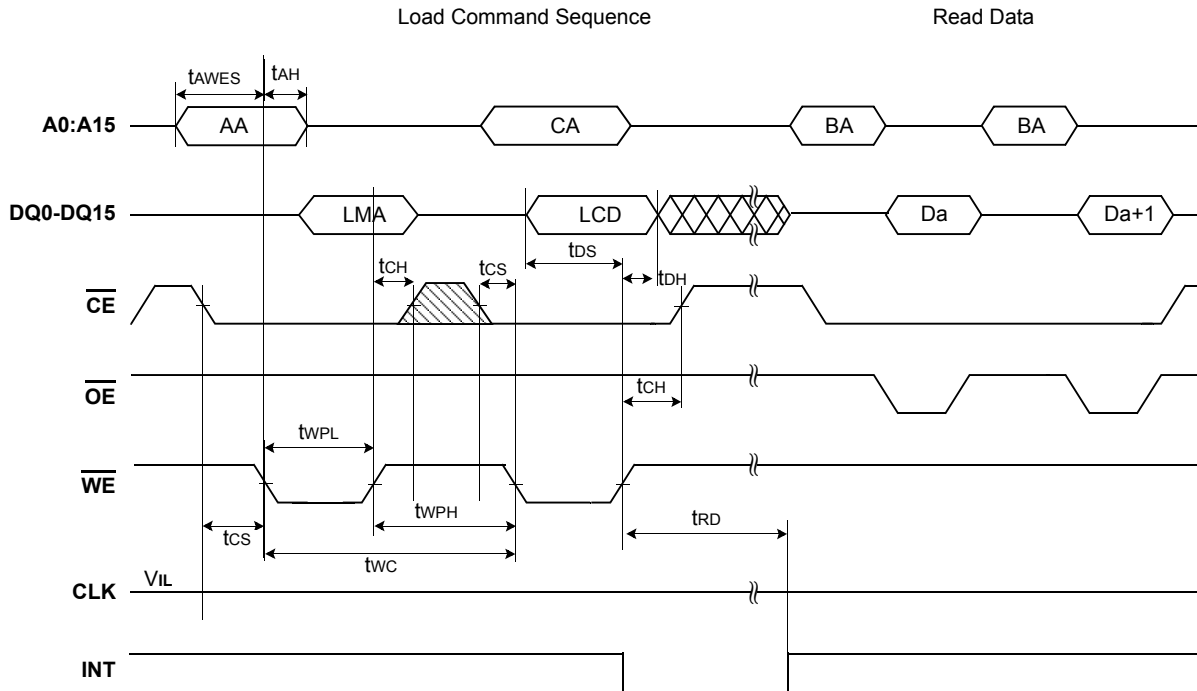 Load Command Sequence Read Data
tAWES tAH
A0:A15 AA CA BA BA
DQ0-DQ15 LMA LCD Da Da+1
tCH tCS tDS tDH
CE
OE tCH
tWPL
WE
tCS tWPH tRD
tWC
CLK VIL
INT